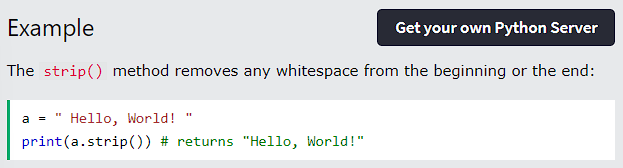 Example
Get your own Python Server
The strip() method removes any whitespace from the beginning or the end:
a = " Hello, World! "
print(a.strip()) # returns "Hello, World!"